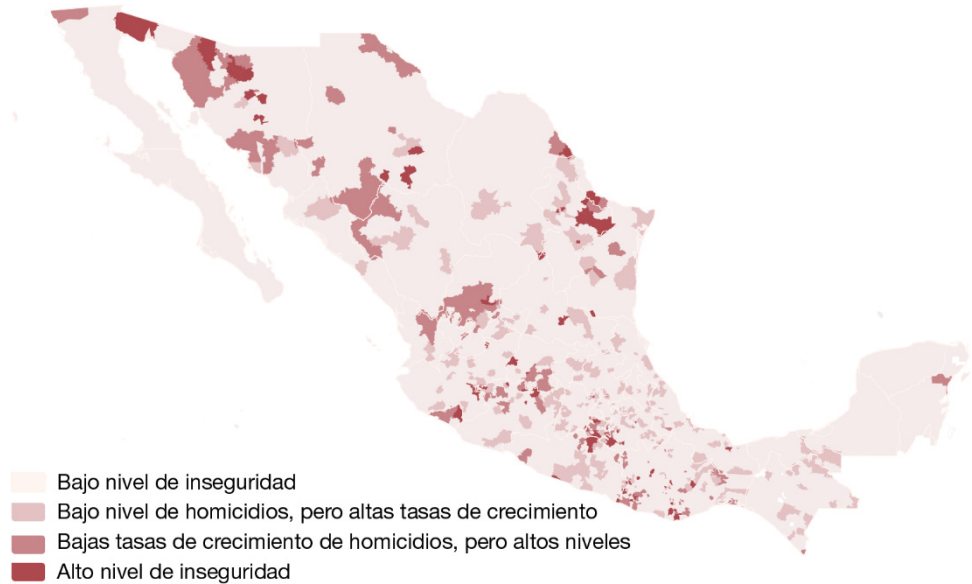 Bajo nivel de inseguridad
Bajo nivel de homicidios, pero altas tasas de crecimiento
Bajas tasas de crecimiento de homicidios, pero altos niveles
Alto nivel de inseguridad